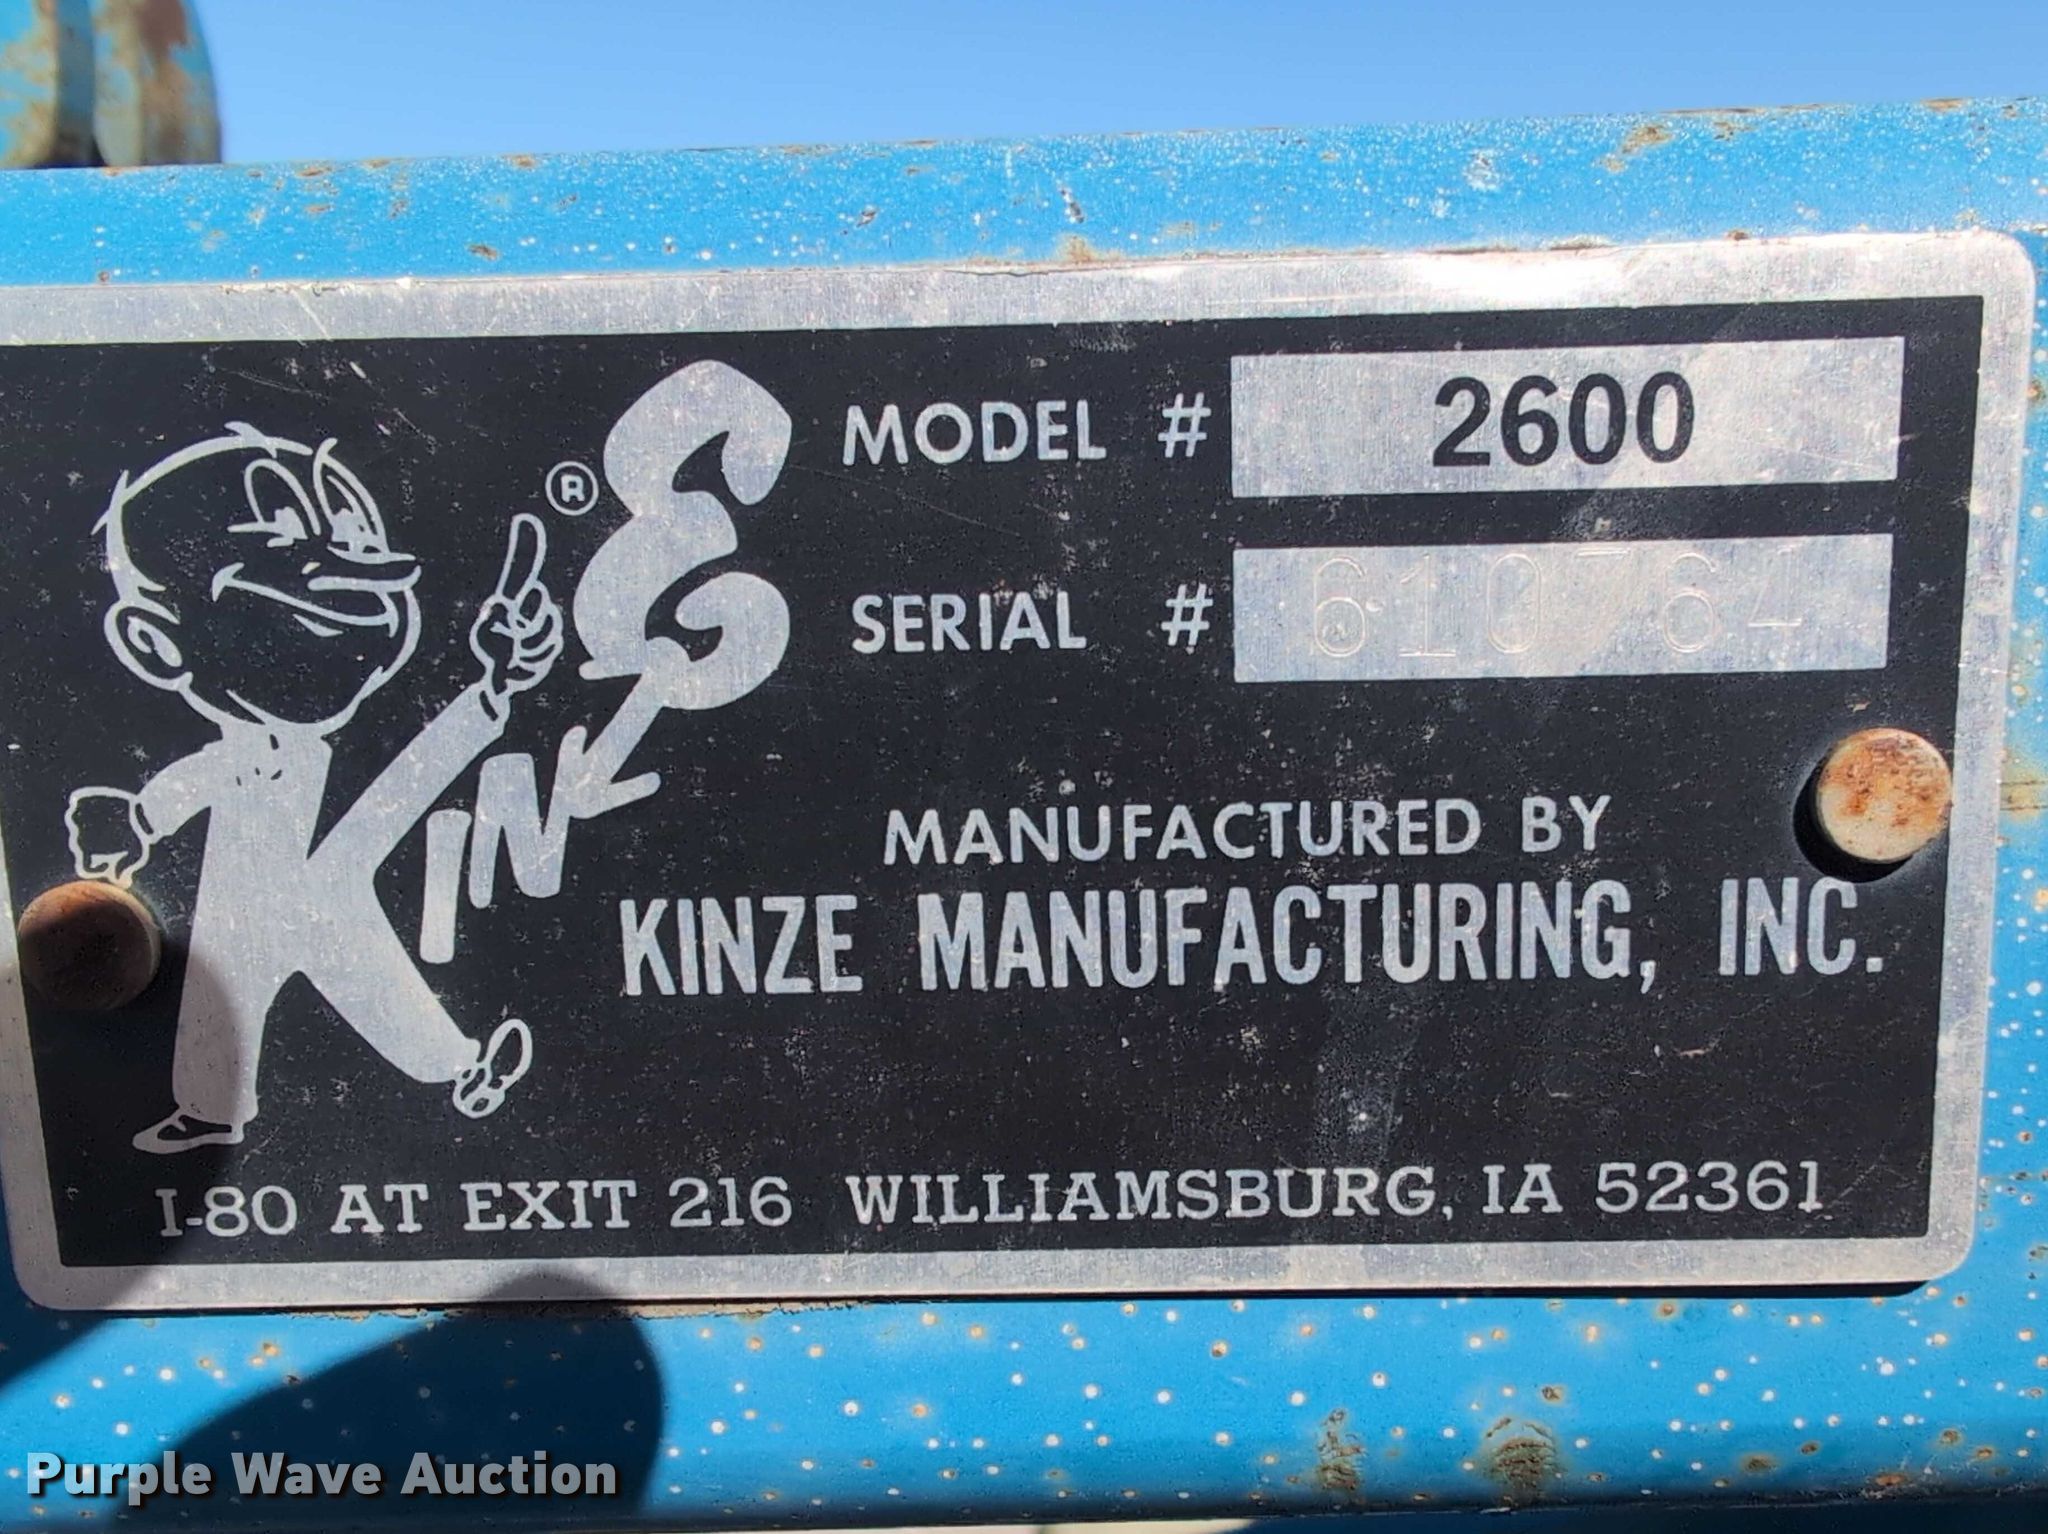 KINZE®
MODEL # 2600
SERIAL # 610764
MANUFACTURED BY
KINZE MANUFACTURING, INC.
I-80 AT EXIT 216 WILLIAMSBURG, IA 52361
Purple Wave Auction